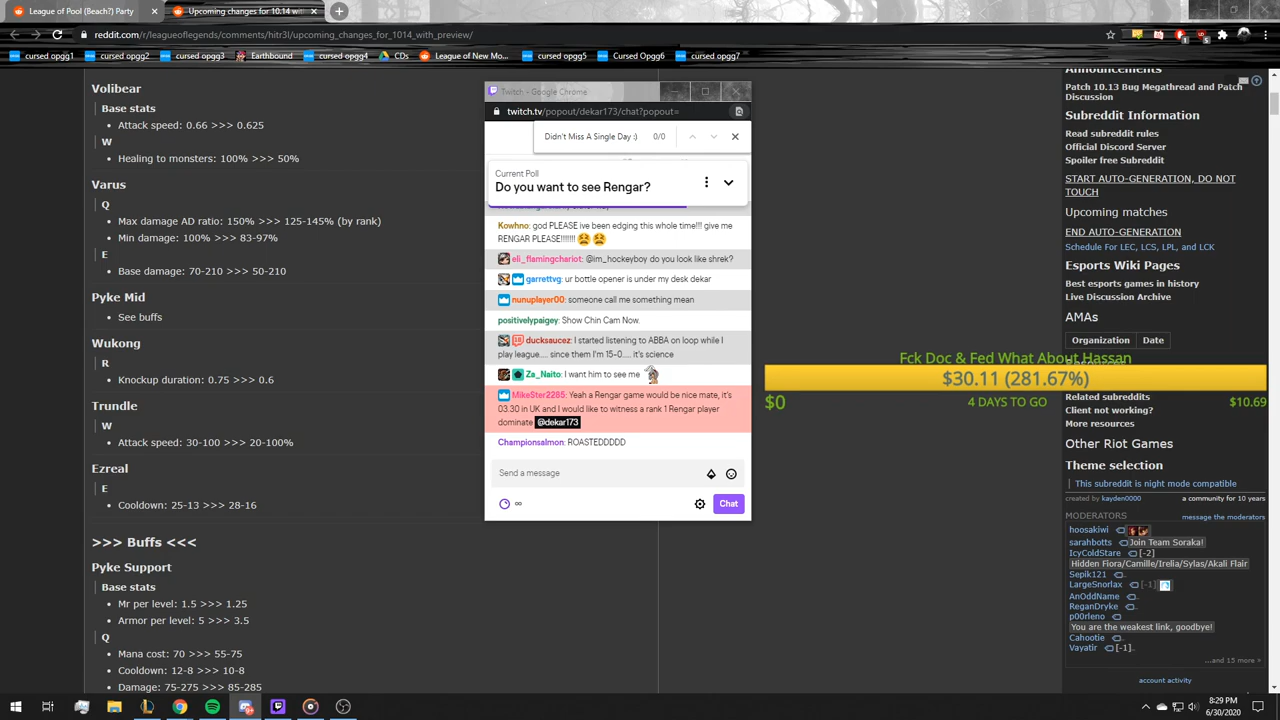 League of Pool (Beach?) Party
Upcoming changes for 10.14 wit
reddit.com/r/leagueoflegends/comments/hitr3l/upcoming_changes_for_1014_with_preview/
cursed opgg1
cursed opgg2
cursed opgg3
Earthbound
cursed opgg4
CDs
League of New Mo...
cursed opgg5
Cursed Opgg6
cursed opgg7
Volibear
Base stats
Attack speed: 0.66 >>> 0.625
W
Healing to monsters: 100% >>> 50%
Varus
Q
Max damage AD ratio: 150% >>> 125-145% (by rank)
Min damage: 100% >>> 83-97%
E
Base damage: 70-210 >>> 50-210
Pyke Mid
See buffs
Wukong
R
Knockup duration: 0.75 >>> 0.6
Trundle
W
Attack speed: 30-100 >>> 20-100%
Ezreal
E
Cooldown: 25-13 >>> 28-16
>>> Buffs <<<
Pyke Support
Base stats
Mr per level: 1.5 >>> 1.25
Armor per level: 5 >>> 3.5
Q
Mana cost: 70 >>> 55-75
Cooldown: 12-8 >>> 10-8
Damage: 75-275 >>> 85-285
Twitch - Google Chrome
twitch.tv/popout/dekar173/chat?popout=
Didn't Miss A Single Day :)
0/0
Current Poll
Do you want to see Rengar?
Kowhno: god PLEASE ive been edging this whole time!!! give me
RENGAR PLEASE!!!!!!!
eli_flamingchariot: @im_hockeyboy do you look like shrek?
garrettvg: ur bottle opener is under my desk dekar
nunuplayer00: someone call me something mean
positivelypaigey: Show Chin Cam Now.
ducksaucez: I started listening to ABBA on loop while I
play league..... since them I'm 15-0..... it's science
Za_Naito: I want him to see me
MikeSter2285: Yeah a Rengar game would be nice mate, it's
03.30 in UK and I would like to witness a rank 1 Rengar player
dominate @dekar173
Championsalmon: ROASTEDDDDD
Send a message
∞
Chat
Announcements
Patch 10.13 Bug Megathread and Patch
Discussion
Subreddit Information
Read subreddit rules
Official Discord Server
Spoiler free Subreddit
START AUTO-GENERATION, DO NOT
TOUCH
Upcoming matches
END AUTO-GENERATION
Schedule For LEC, LCS, LPL, and LCK
Esports Wiki Pages
Best esports games in history
Live Discussion Archive
AMAs
Organization
Date
Fck Doc & Fed What About Hassan
$30.11 (281.67%)
$0
4 DAYS TO GO
$10.69
Related subreddits
Client not working?
More resources
Other Riot Games
Theme selection
This subreddit is night mode compatible
created by kayden0000
a community for 10 years
MODERATORS
message the moderators
hoosakiwi
sarahbotts
Join Team Soraka!
IcyColdStare
[-2]
Hidden Fiora/Camille/Irelia/Sylas/Akali Flair
Sepik121
LargeSnorlax
[-1]
AnOddName
ReganDryke
p00rleno
You are the weakest link, goodbye!
Cahootie
Vayatir
[-1]
...and 15 more »
account activity
8:29 PM
6/30/2020